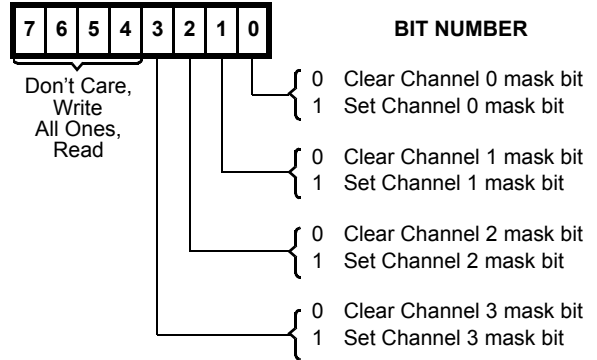 7 6 5 4 3 2 1 0 BIT NUMBER
Don't Care,
Write
All Ones,
Read
0 Clear Channel 0 mask bit
1 Set Channel 0 mask bit
0 Clear Channel 1 mask bit
1 Set Channel 1 mask bit
0 Clear Channel 2 mask bit
1 Set Channel 2 mask bit
0 Clear Channel 3 mask bit
1 Set Channel 3 mask bit